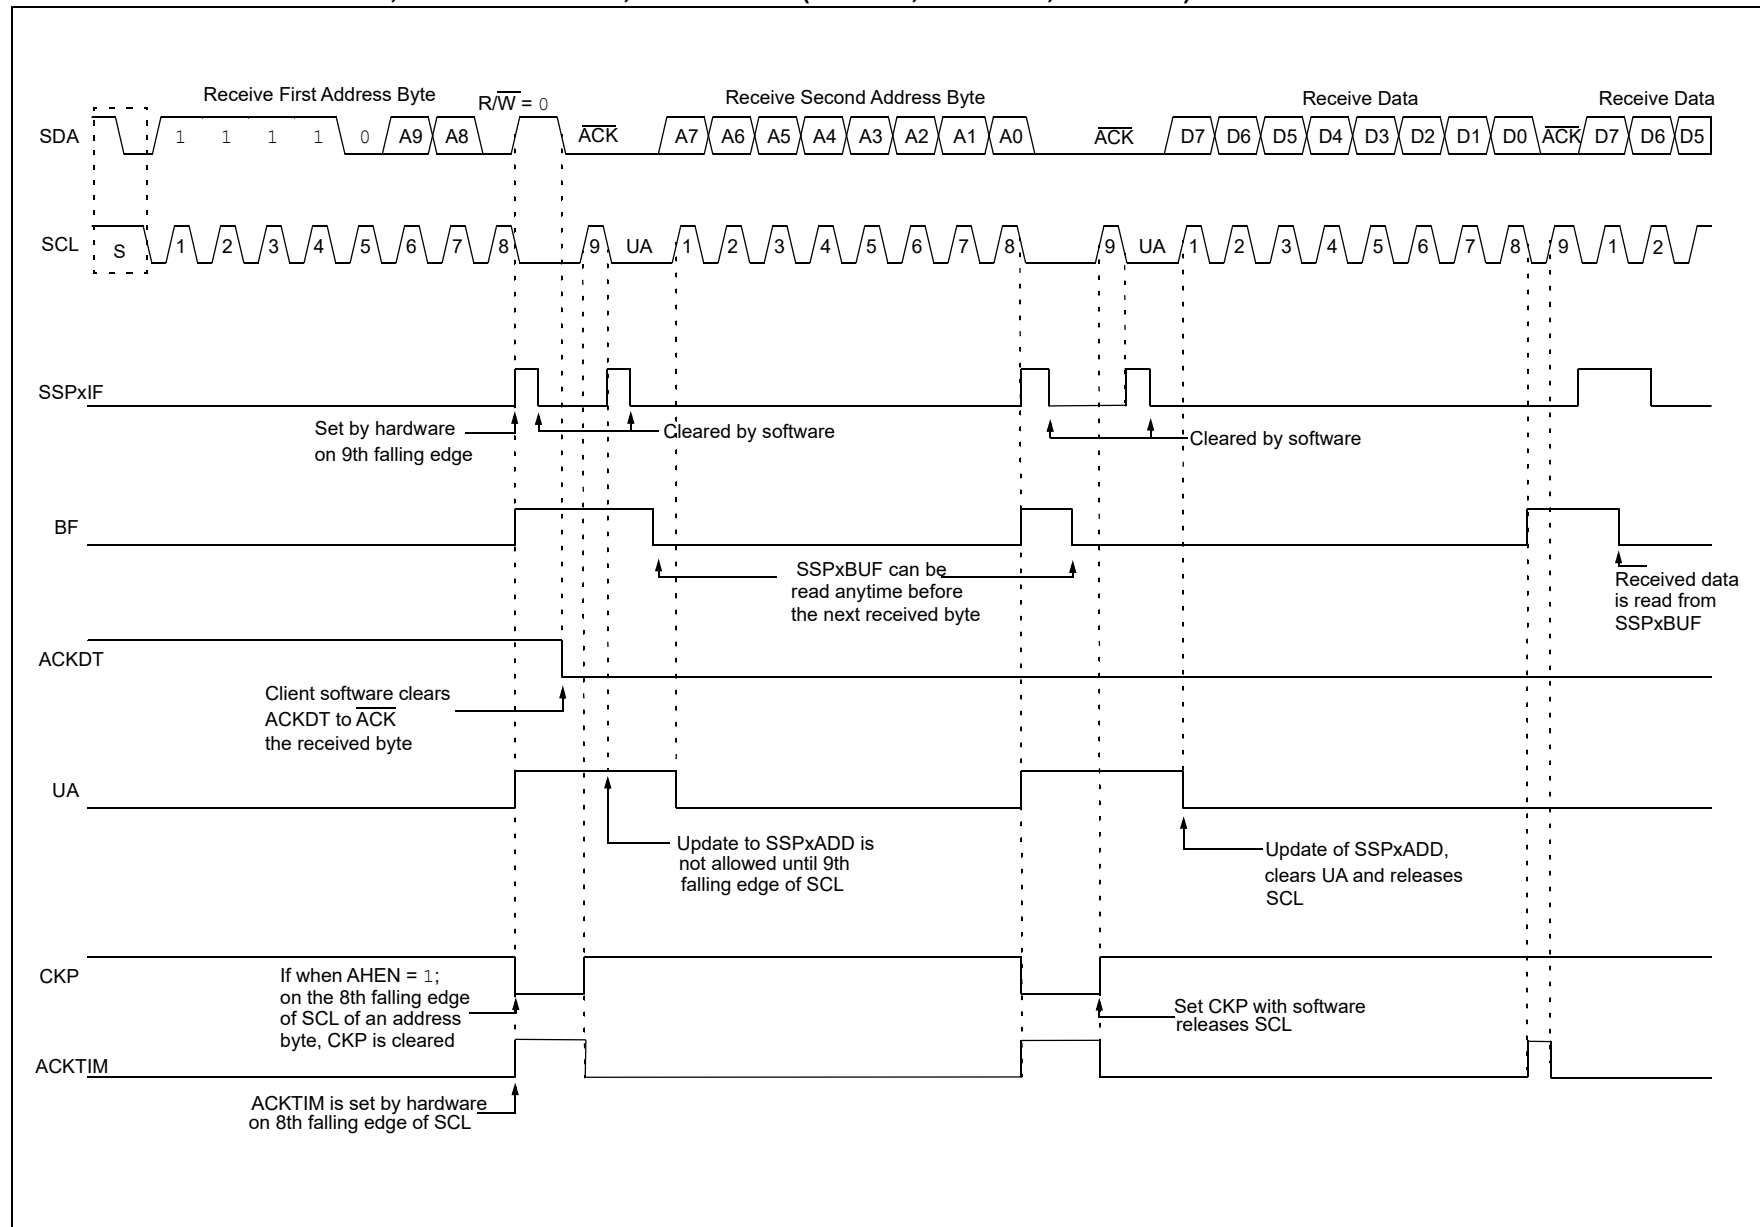 Receive First Address Byte
R/W = 0
Receive Second Address Byte
Receive Data
Receive Data
SDA
1 1 1 1 0 A9 A8
ACK
A7 A6 A5 A4 A3 A2 A1 A0
ACK
D7 D6 D5 D4 D3 D2 D1 D0
ACK
D7 D6 D5
SCL
S
1 2 3 4 5 6 7 8 9 UA 1 2 3 4 5 6 7 8 9 UA 1 2 3 4 5 6 7 8 9 1 2
SSPxIF
Set by hardware
on 9th falling edge
Cleared by software
Cleared by software
BF
SSPxBUF can be
read anytime before
the next received byte
Received data
is read from
SSPxBUF
ACKDT
Client software clears
ACKDT to ACK
the received byte
UA
Update to SSPxADD is
not allowed until 9th
falling edge of SCL
Update of SSPxADD,
clears UA and releases
SCL
CKP
If when AHEN = 1;
on the 8th falling edge
of SCL of an address
byte, CKP is cleared
Set CKP with software
releases SCL
ACKTIM
ACKTIM is set by hardware
on 8th falling edge of SCL